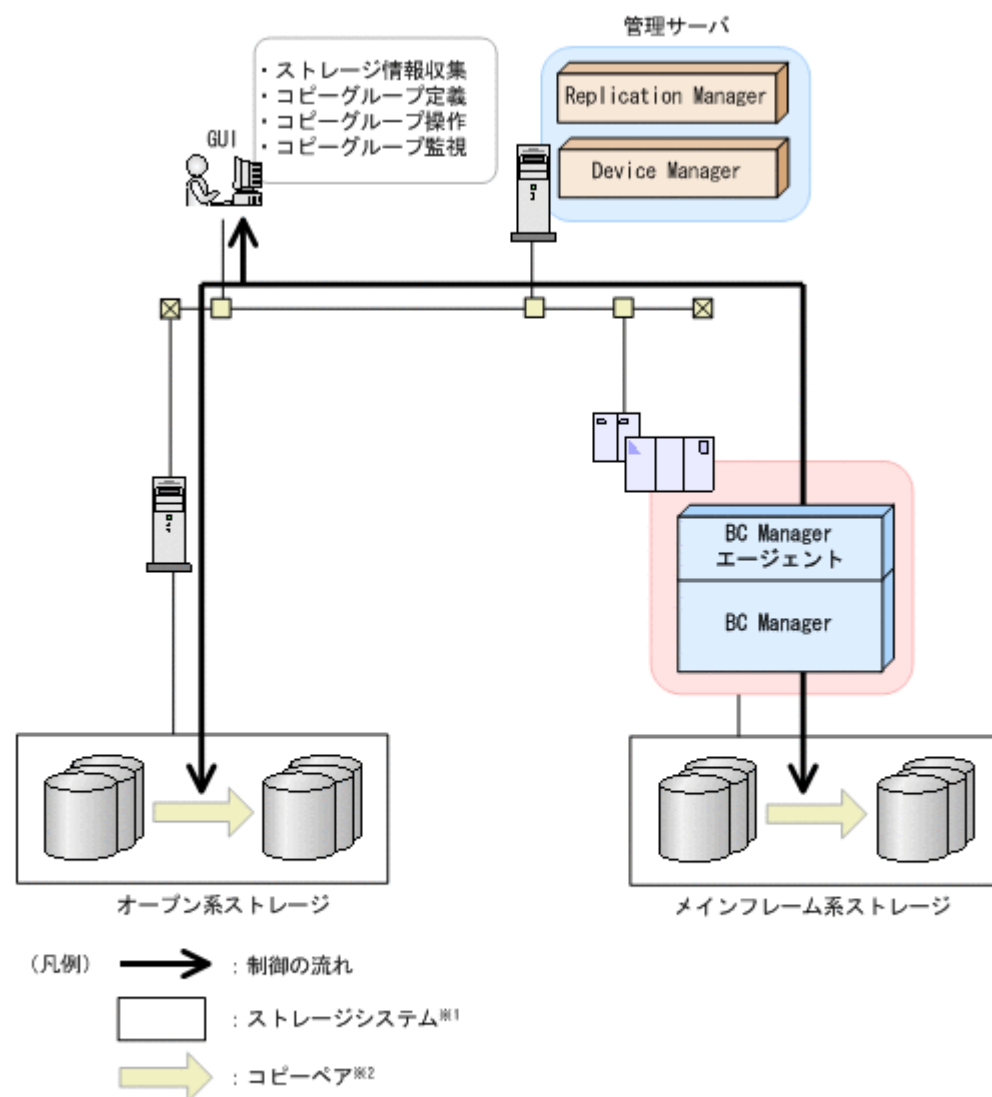 管理サーバ
・ストレージ情報収集
・コピーグループ定義
・コピーグループ操作
・コピーグループ監視
Replication Manager
GUI
Device Manager
BC Manager
エージェント
BC Manager
オープン系ストレージ
メインフレーム系ストレージ
(凡例)
：制御の流れ
：ストレージシステム※1
：コピーペア※2